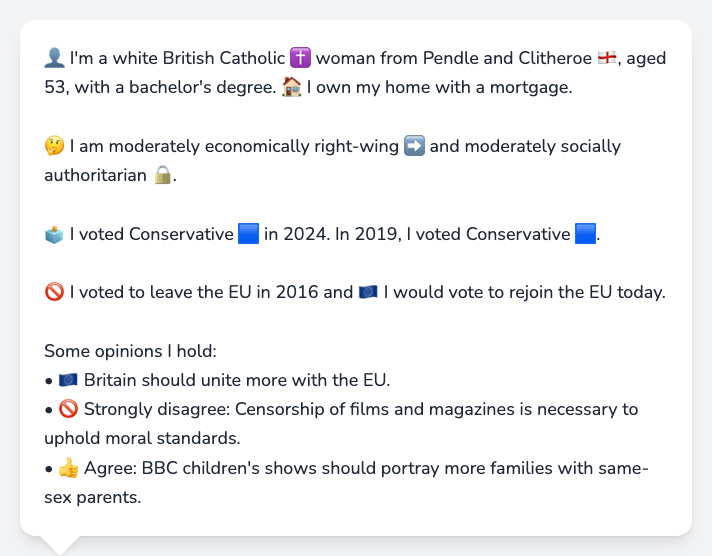 👤 I'm a white British Catholic ✝️ woman from Pendle and Clitheroe 🏴󠁧󠁢󠁥󠁮󠁧󠁿, aged
53, with a bachelor's degree. 🏠 I own my home with a mortgage.
🤔 I am moderately economically right-wing ➡️ and moderately socially
authoritarian 🔒.
🗳️ I voted Conservative 🟦 in 2024. In 2019, I voted Conservative 🟦.
🚫 I voted to leave the EU in 2016 and 🇪🇺 I would vote to rejoin the EU today.
Some opinions I hold:
• 🇪🇺 Britain should unite more with the EU.
• 🚫 Strongly disagree: Censorship of films and magazines is necessary to
uphold moral standards.
• 👍 Agree: BBC children's shows should portray more families with same-
sex parents.